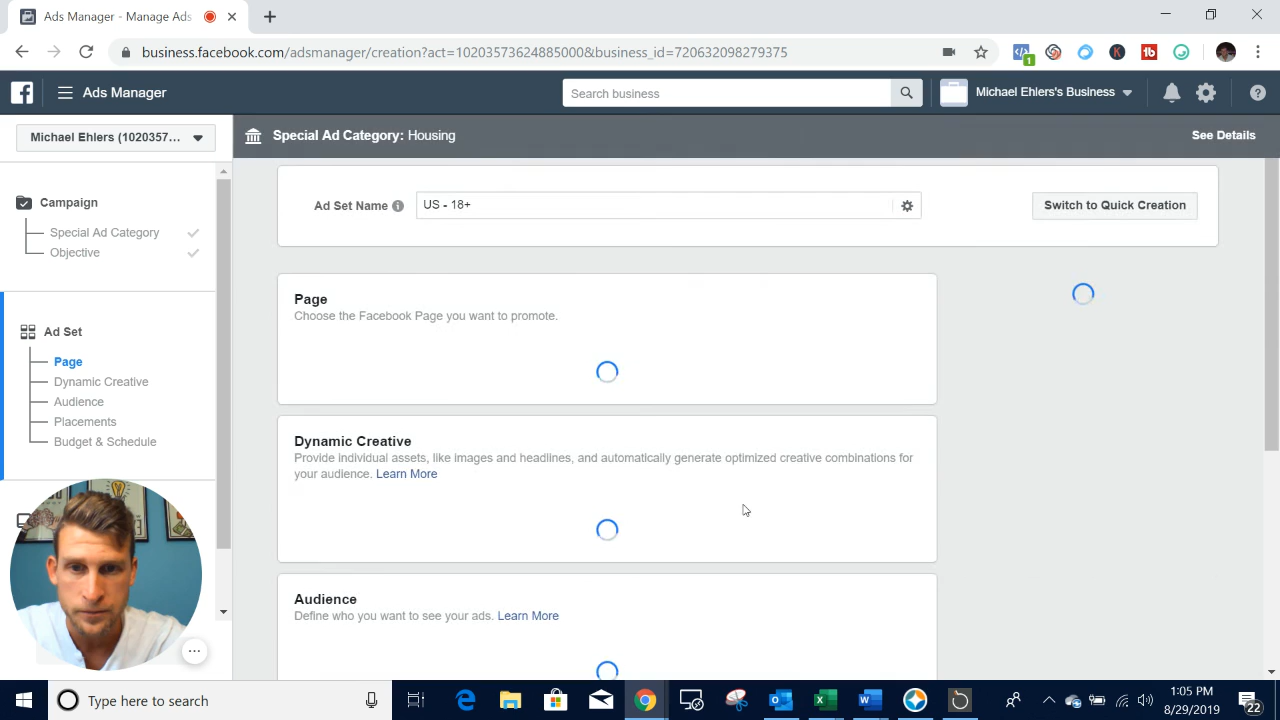 Ads Manager - Manage Ads
business.facebook.com/adsmanager/creation?act=10203573624885000&business_id=720632098279375
1
Ads Manager
Search business
Michael Ehlers's Business
Michael Ehlers (1020357...
Special Ad Category: Housing
See Details
Campaign
Special Ad Category
Objective
Ad Set
Page
Dynamic Creative
Audience
Placements
Budget & Schedule
Ad Set Name
US - 18+
Switch to Quick Creation
Page
Choose the Facebook Page you want to promote.
Dynamic Creative
Provide individual assets, like images and headlines, and automatically generate optimized creative combinations for
your audience. Learn More
Audience
Define who you want to see your ads. Learn More
Type here to search
1:05 PM
8/29/2019
22